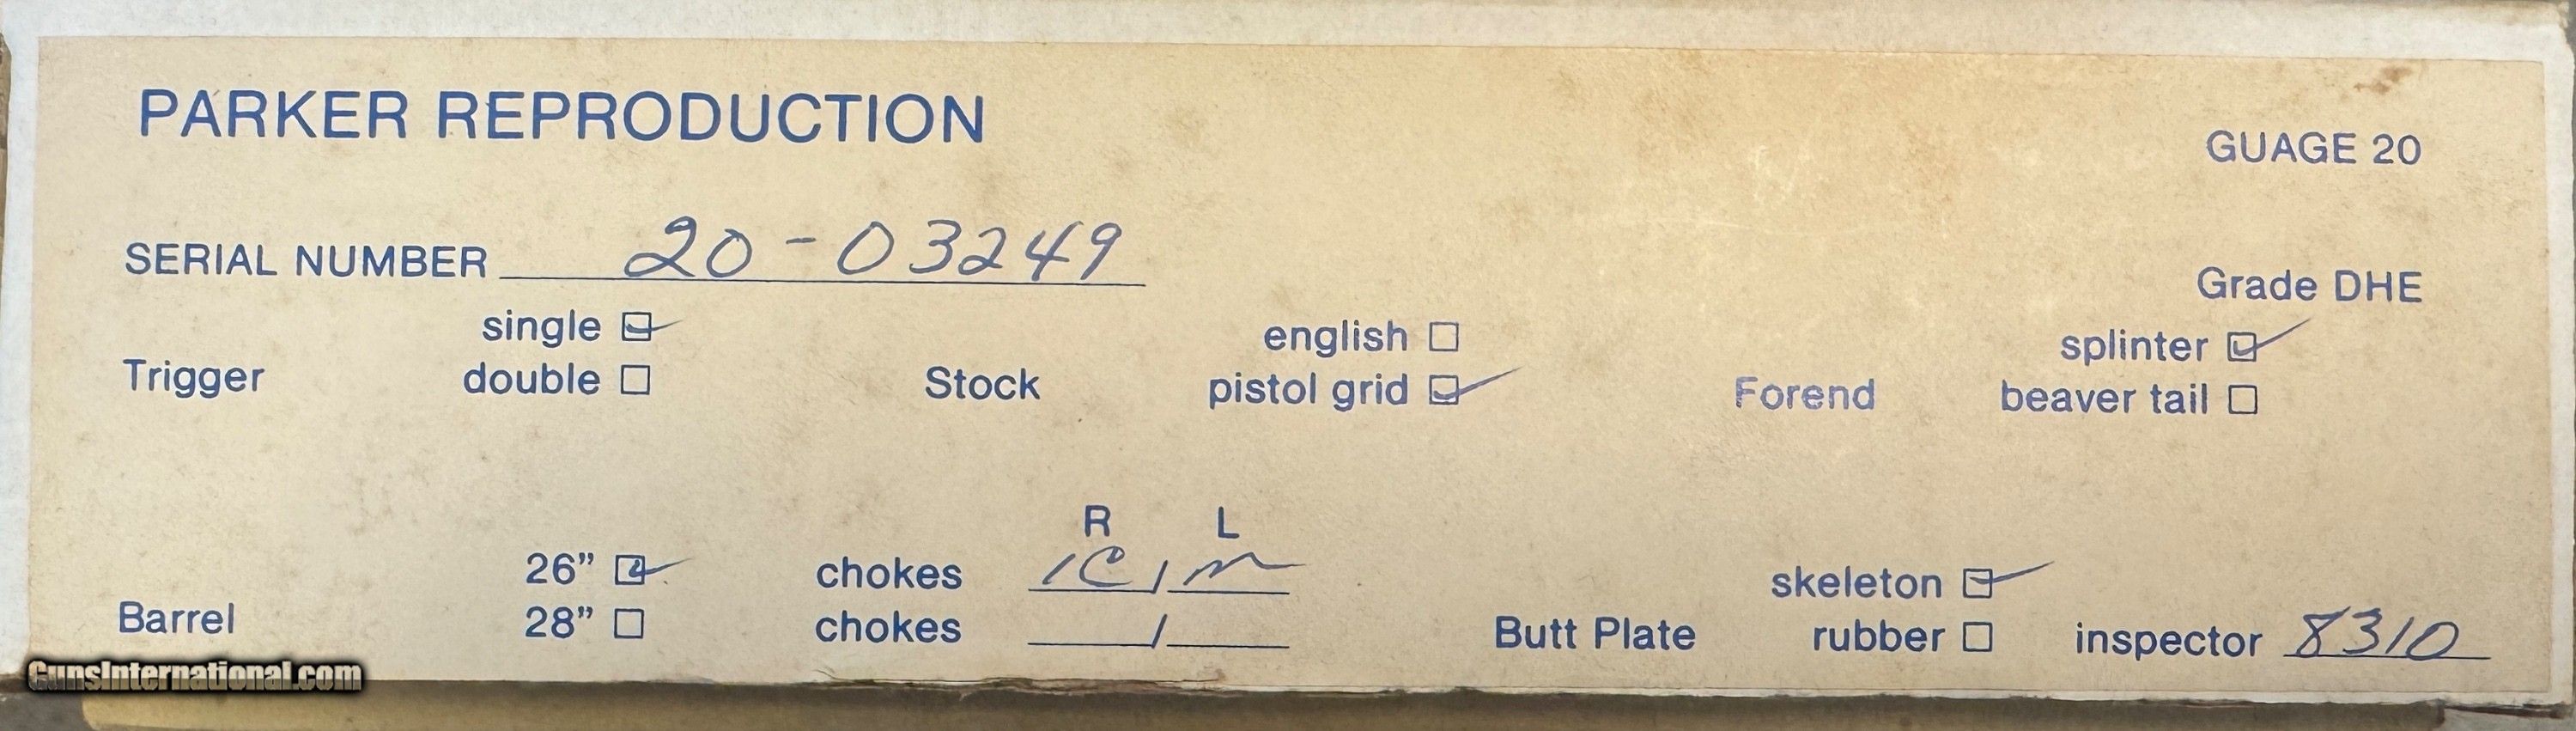 PARKER REPRODUCTION
GUAGE 20
SERIAL NUMBER 20-03249
Grade DHE
Trigger single ☑
double ☐
Stock english ☐
pistol grid ☑
Forend splinter ☑
beaver tail ☐
R L
Barrel 26” ☑ chokes IC / M
28” ☐ chokes /
Butt Plate skeleton ☑
rubber ☐
inspector 8310
GunsInternational.com